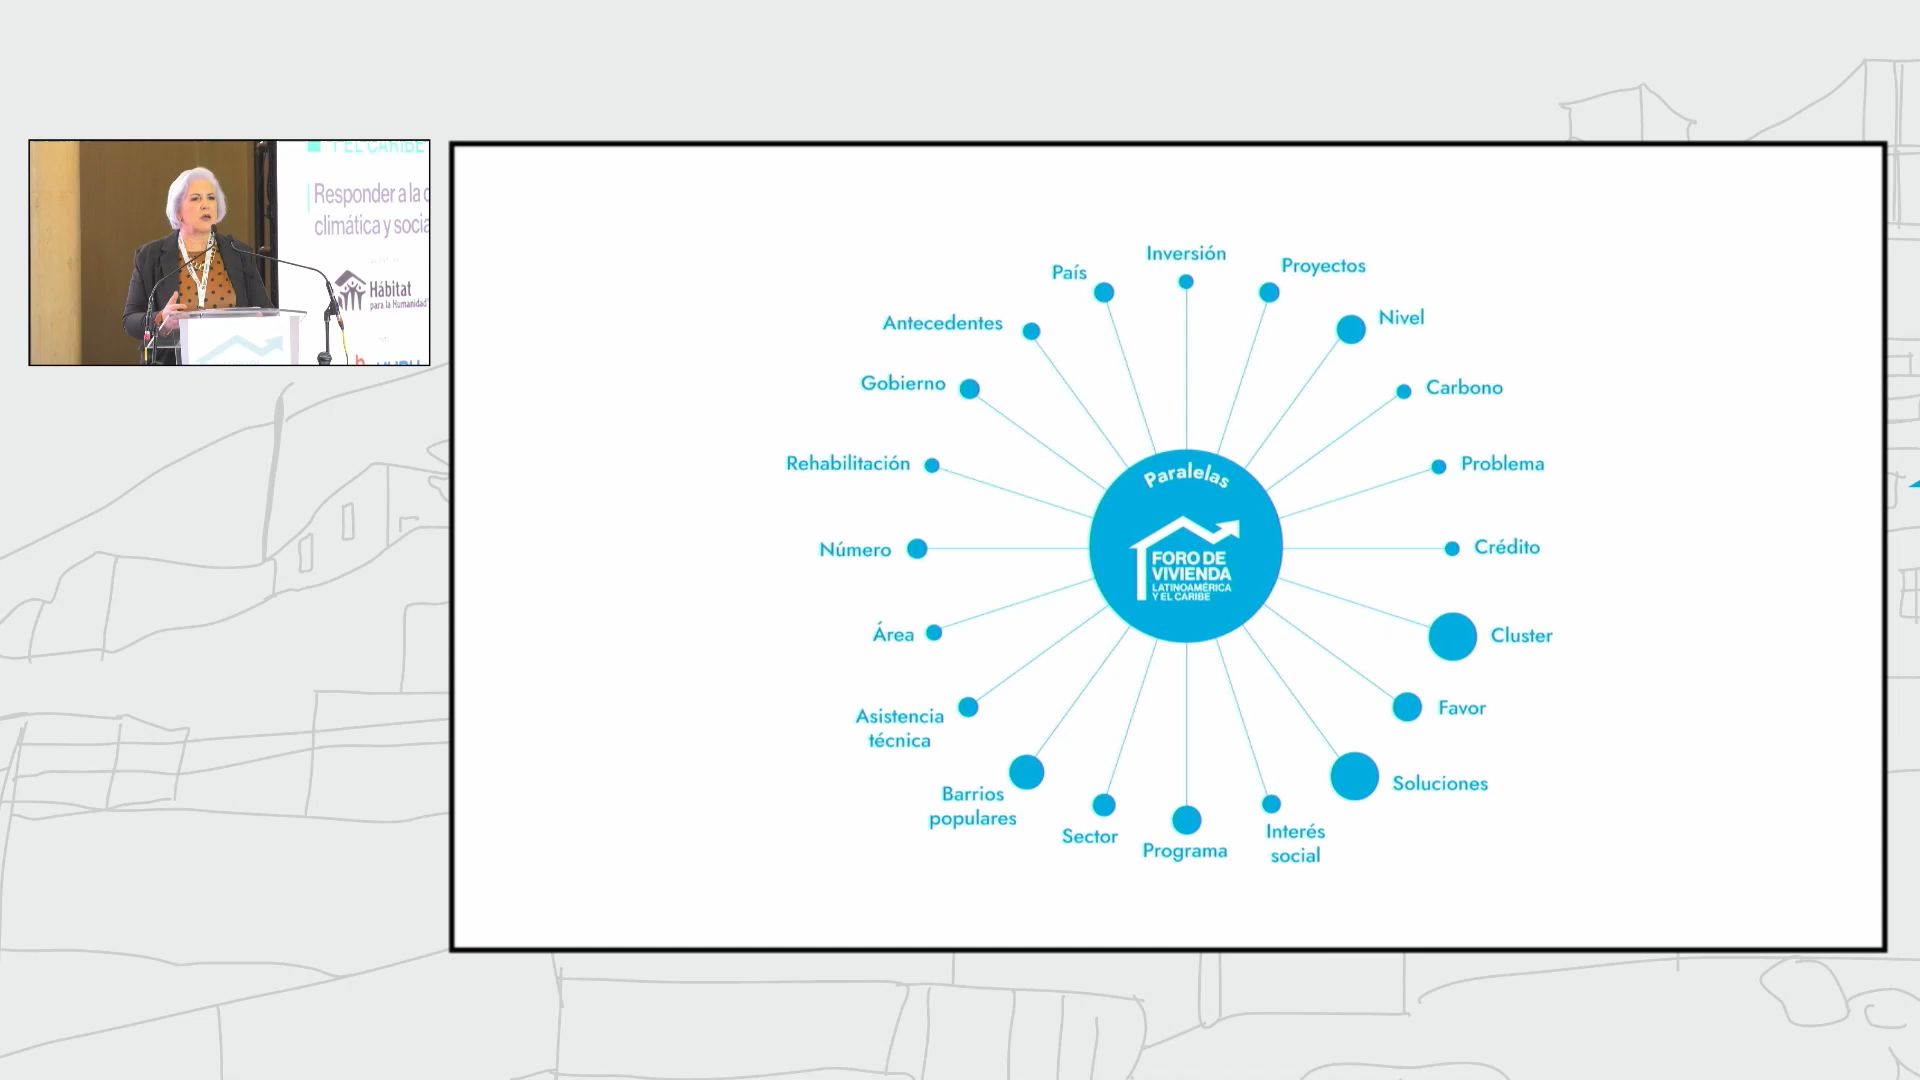 Y EL CARIBE
Responder a la
climática y socia
Hábitat
para la Humanidad
Inversión
País
Proyectos
Antecedentes
Nivel
Gobierno
Carbono
Rehabilitación
Problema
Paralelas
Número
Crédito
FORO DE
VIVIENDA
LATINOAMÉRICA
Y EL CARIBE
Área
Cluster
Asistencia
técnica
Favor
Barrios
populares
Soluciones
Sector
Programa
Interés
social